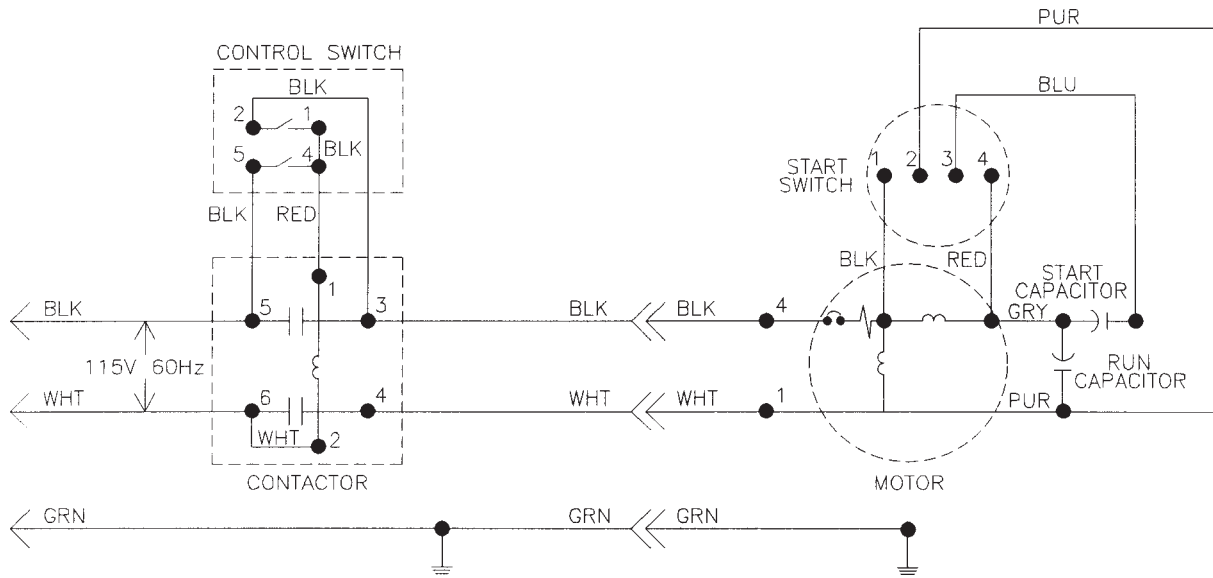 PUR
CONTROL SWITCH
BLK
BLU
2 1
BLK
5 4
1 2 3 4
START
SWITCH
BLK RED
BLK RED
START
CAPACITOR
1
BLK 5 3 BLK BLK 4 GRY
115V 60Hz
RUN
CAPACITOR
WHT 6 4 WHT WHT 1 PUR
WHT 2
CONTACTOR
MOTOR
GRN GRN GRN